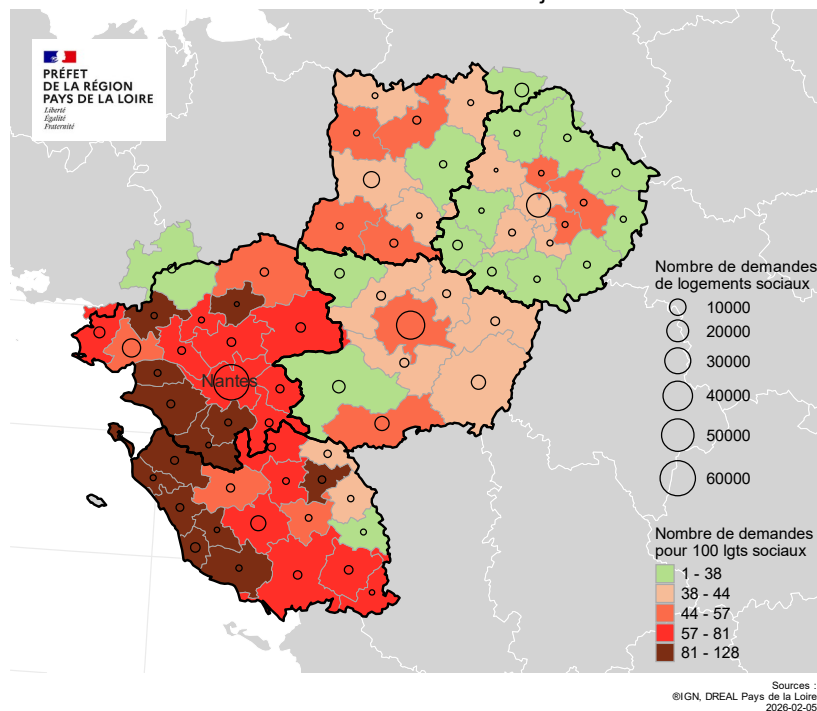 PRÉFET
DE LA RÉGION
PAYS DE LA LOIRE
Liberté
Égalité
Fraternité
Nantes
Nombre de demandes
de logements sociaux
10000
20000
30000
40000
50000
60000
Nombre de demandes
pour 100 lgts sociaux
1 - 38
38 - 44
44 - 57
57 - 81
81 - 128
Sources :
©IGN, DREAL Pays de la Loire
2026-02-05